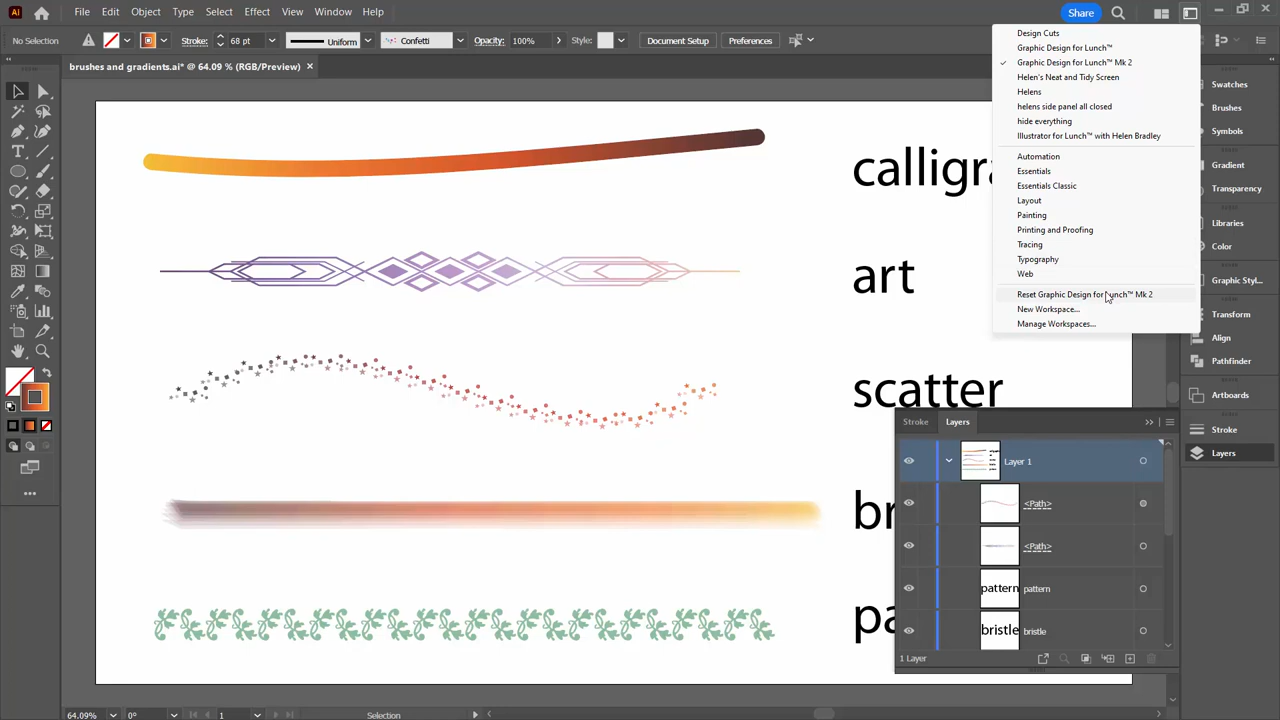 Ai File Edit Object Type Select Effect View Window Help Share
No Selection Stroke: 68 pt Uniform Confetti Opacity: 100% Style: Document Setup Preferences
brushes and gradients.ai* @ 64.09 % (RGB/Preview) ×
Design Cuts
Graphic Design for Lunch™
Graphic Design for Lunch™ Mk 2
Helen's Neat and Tidy Screen
Helens
helens side panel all closed
hide everything
Illustrator for Lunch™ with Helen Bradley
Automation
Essentials
Essentials Classic
Layout
Painting
Printing and Proofing
Tracing
Typography
Web
Reset Graphic Design for Lunch™ Mk 2
New Workspace...
Manage Workspaces...
Swatches
Brushes
Symbols
Gradient
Transparency
Libraries
Color
Graphic Styl...
Transform
Align
Pathfinder
Artboards
Stroke
Layers
calligra
art
scatter
br
pa
Stroke Layers
Layer 1
<Path>
<Path>
pattern pattern
bristle bristle
1 Layer
64.09% 0° 1 Selection